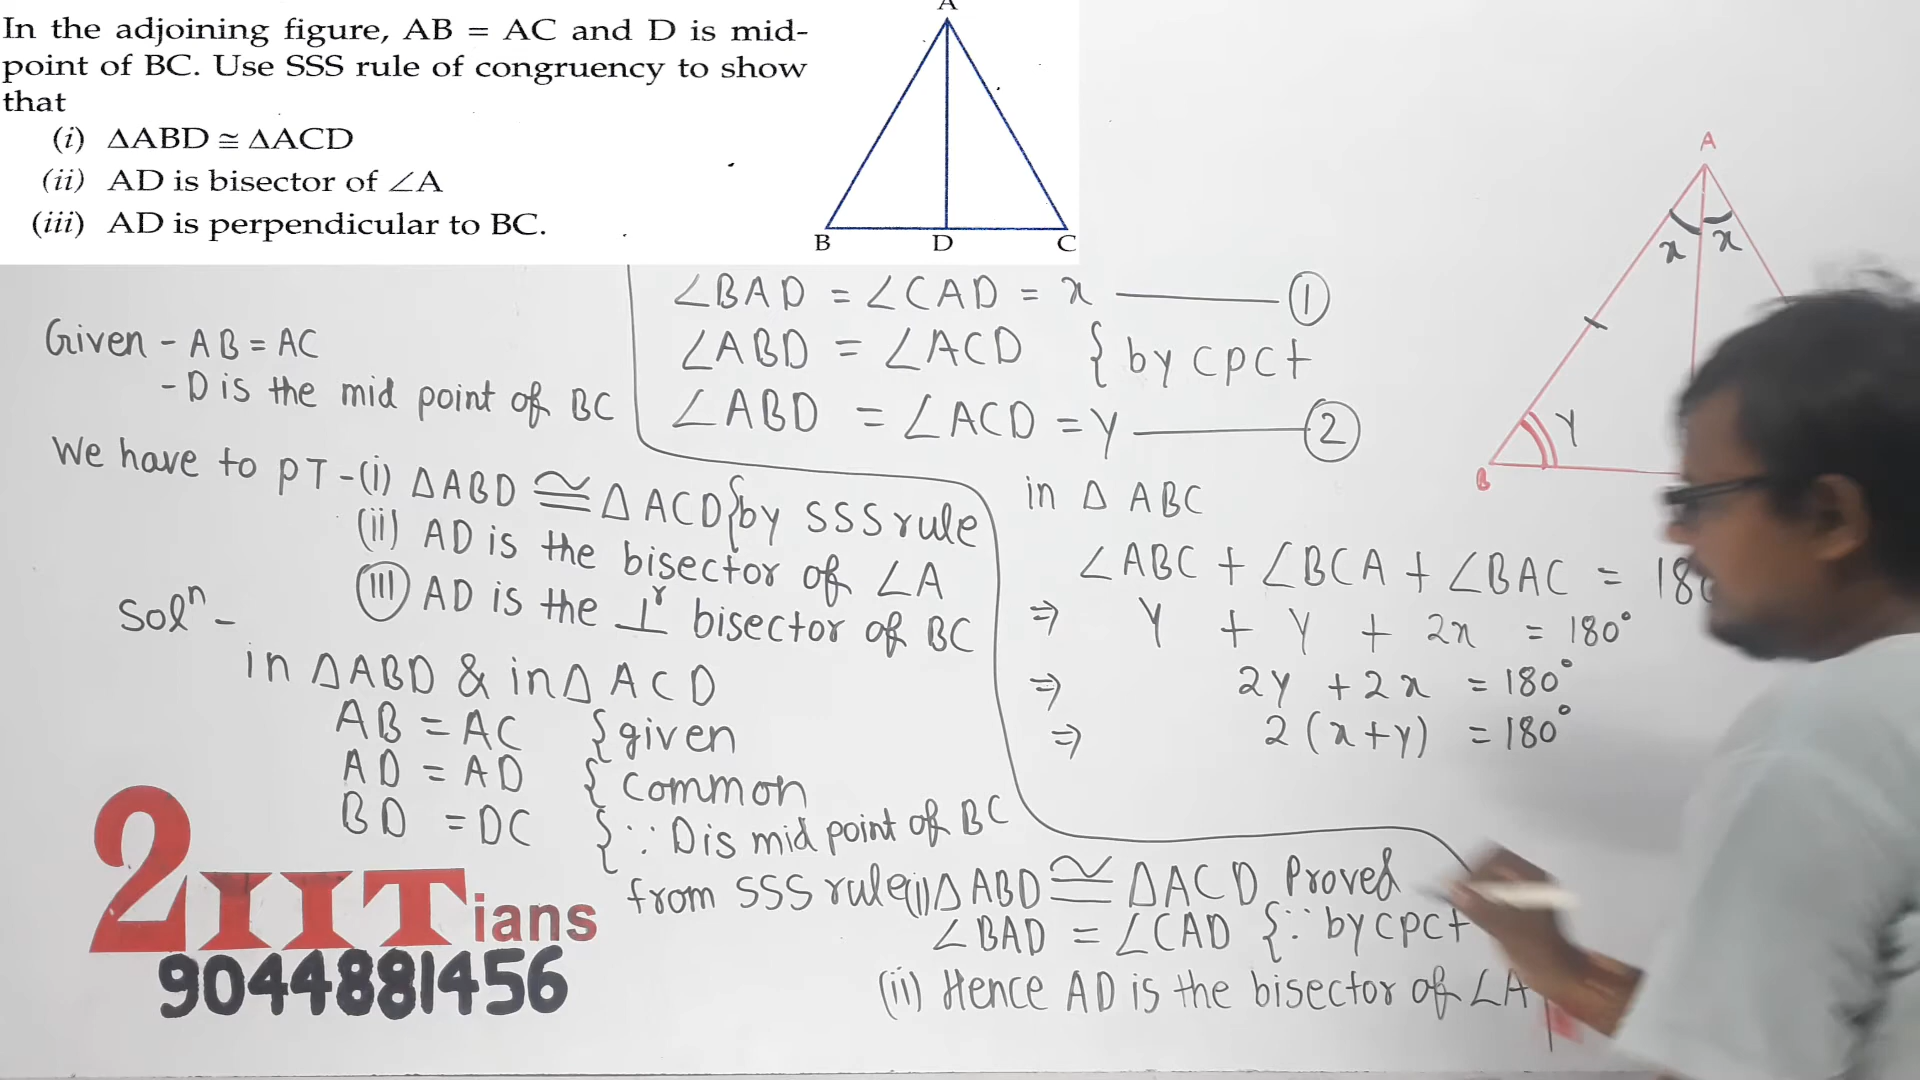 In the adjoining figure, AB = AC and D is mid-
point of BC. Use SSS rule of congruency to show
that
(i) ΔABD ≅ ΔACD
(ii) AD is bisector of ∠A
(iii) AD is perpendicular to BC.
A
B D C
Given - AB = AC
- D is the mid point of BC
We have to PT - (i) ΔABD ≅ ΔACD {by SSS rule
(ii) AD is the bisector of ∠A
(III) AD is the ⊥ʳ bisector of BC
Solⁿ -
in ΔABD & in Δ ACD
AB = AC {given
AD = AD {common
BD = DC {∵ D is mid point of BC
from SSS rule (i) ΔABD ≅ ΔACD Proved
∠BAD = ∠CAD {∵ by CPCT
(ii) Hence AD is the bisector of ∠A
∠BAD = ∠CAD = x ——— ①
∠ABD = ∠ACD {by CPCT
∠ABD = ∠ACD = y ——— ②
in Δ ABC
∠ABC + ∠BCA + ∠BAC =
⇒ y + y + 2x = 180°
⇒ 2y + 2x = 180°
⇒ 2(x+y) = 180°
A
x x
y
B
2IITians
9044881456